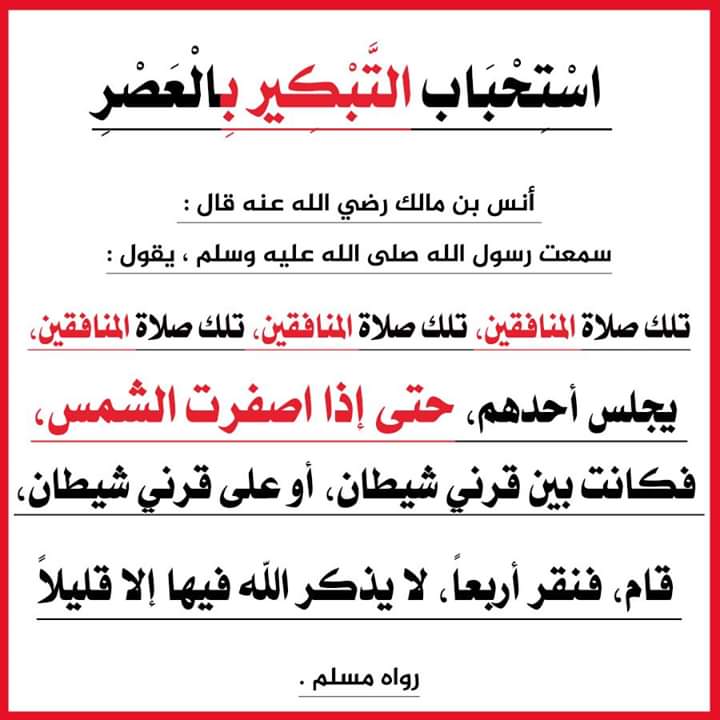 اسْتِحْبَاب التَّبْكِير بِالْعَصْرِ
أنس بن مالك رضي الله عنه قال :
سمعت رسول الله صلى الله عليه وسلم ، يقول :
تلك صلاة المنافقين، تلك صلاة المنافقين، تلك صلاة المنافقين،
يجلس أحدهم، حتى إذا اصفرت الشمس،
فكانت بين قرني شيطان، أو على قرني شيطان،
قام، فنقر أربعاً، لا يذكر الله فيها إلا قليلاً
رواه مسلم .